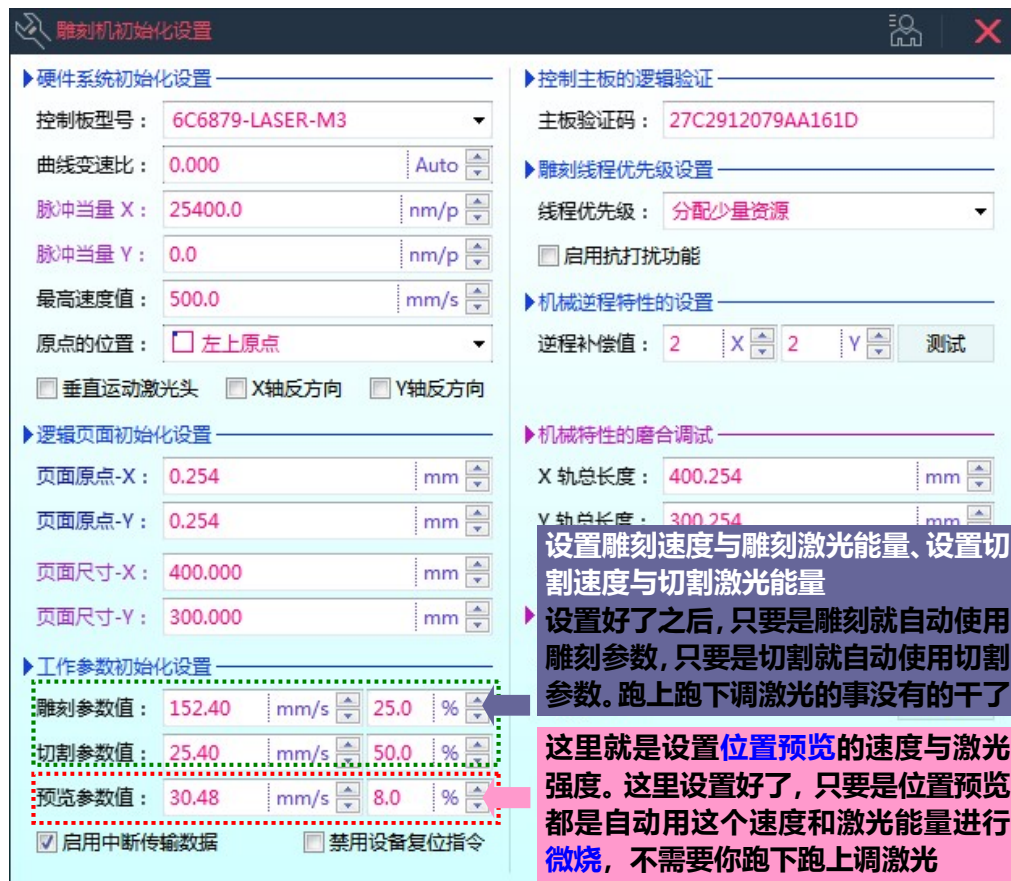 雕刻机初始化设置
硬件系统初始化设置
控制板型号： 6C6879-LASER-M3
曲线变速比： 0.000 Auto
脉冲当量 X： 25400.0 nm/p
脉冲当量 Y： 0.0 nm/p
最高速度值： 500.0 mm/s
原点的位置： 左上原点
垂直运动激光头 X轴反方向 Y轴反方向
逻辑页面初始化设置
页面原点-X： 0.254 mm
页面原点-Y： 0.254 mm
页面尺寸-X： 400.000 mm
页面尺寸-Y： 300.000 mm
工作参数初始化设置
雕刻参数值： 152.40 mm/s 25.0 %
切割参数值： 25.40 mm/s 50.0 %
预览参数值： 30.48 mm/s 8.0 %
启用中断传输数据 禁用设备复位指令
控制主板的逻辑验证
主板验证码： 27C2912079AA161D
雕刻线程优先级设置
线程优先级： 分配少量资源
启用抗打扰功能
机械逆程特性的设置
逆程补偿值： 2 X 2 Y 测试
机械特性的磨合调试
X 轨总长度： 400.254 mm
Y 轨总长度： 300.254 mm
设置雕刻速度与雕刻激光能量、设置切
割速度与切割激光能量
设置好了之后，只要是雕刻就自动使用
雕刻参数，只要是切割就自动使用切割
参数。跑上跑下调激光的事没有的干了
这里就是设置位置预览的速度与激光
强度。这里设置好了，只要是位置预览
都是自动用这个速度和激光能量进行
微烧，不需要你跑下跑上调激光